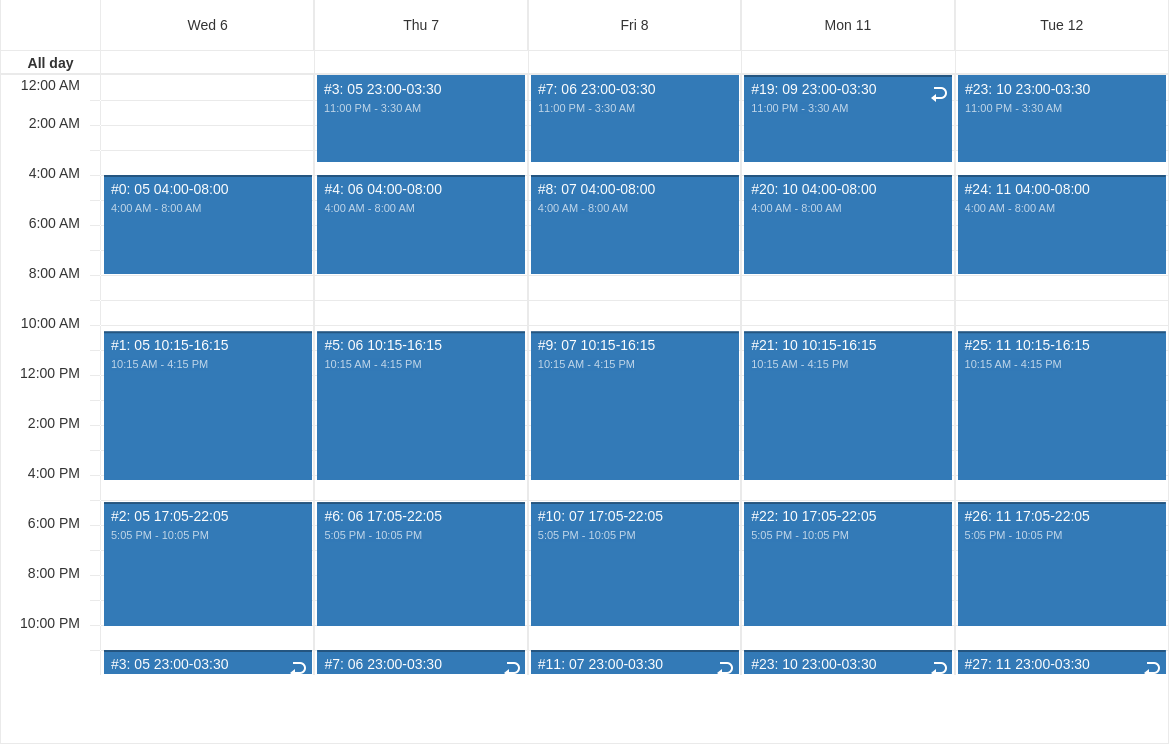 Wed 6
Thu 7
Fri 8
Mon 11
Tue 12
All day
12:00 AM
2:00 AM
4:00 AM
6:00 AM
8:00 AM
10:00 AM
12:00 PM
2:00 PM
4:00 PM
6:00 PM
8:00 PM
10:00 PM
#0: 05 04:00-08:00
4:00 AM - 8:00 AM
#1: 05 10:15-16:15
10:15 AM - 4:15 PM
#2: 05 17:05-22:05
5:05 PM - 10:05 PM
#3: 05 23:00-03:30
#3: 05 23:00-03:30
11:00 PM - 3:30 AM
#4: 06 04:00-08:00
4:00 AM - 8:00 AM
#5: 06 10:15-16:15
10:15 AM - 4:15 PM
#6: 06 17:05-22:05
5:05 PM - 10:05 PM
#7: 06 23:00-03:30
#7: 06 23:00-03:30
11:00 PM - 3:30 AM
#8: 07 04:00-08:00
4:00 AM - 8:00 AM
#9: 07 10:15-16:15
10:15 AM - 4:15 PM
#10: 07 17:05-22:05
5:05 PM - 10:05 PM
#11: 07 23:00-03:30
#19: 09 23:00-03:30
11:00 PM - 3:30 AM
#20: 10 04:00-08:00
4:00 AM - 8:00 AM
#21: 10 10:15-16:15
10:15 AM - 4:15 PM
#22: 10 17:05-22:05
5:05 PM - 10:05 PM
#23: 10 23:00-03:30
#23: 10 23:00-03:30
11:00 PM - 3:30 AM
#24: 11 04:00-08:00
4:00 AM - 8:00 AM
#25: 11 10:15-16:15
10:15 AM - 4:15 PM
#26: 11 17:05-22:05
5:05 PM - 10:05 PM
#27: 11 23:00-03:30